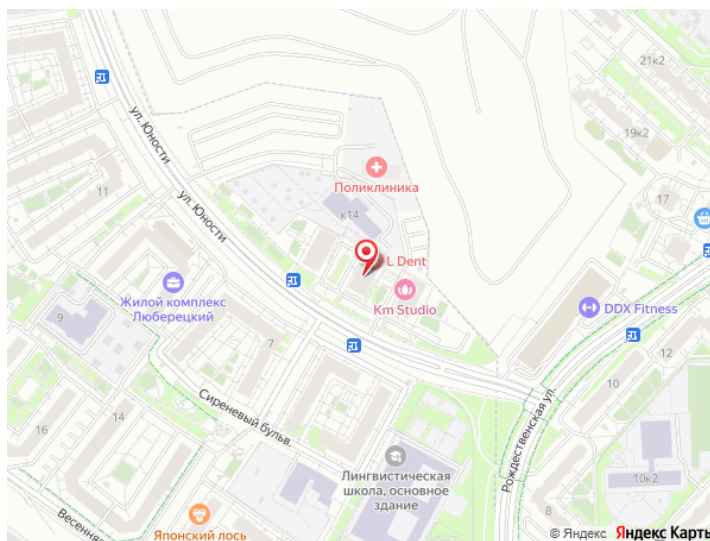 21к2
ул. Юности
19к2
Поликлиника
11
ул. Юности
17
к14
L Dent
Жилой комплекс
Люберецкий
Km Studio
DDX Fitness
9
7
12
10
Сиреневый бульв.
14
16
Рождественская ул.
Лингвистическая
школа, основное
здание
10к2
8
Весенняя
Японский лось
© Яндекс Яндекс Карты